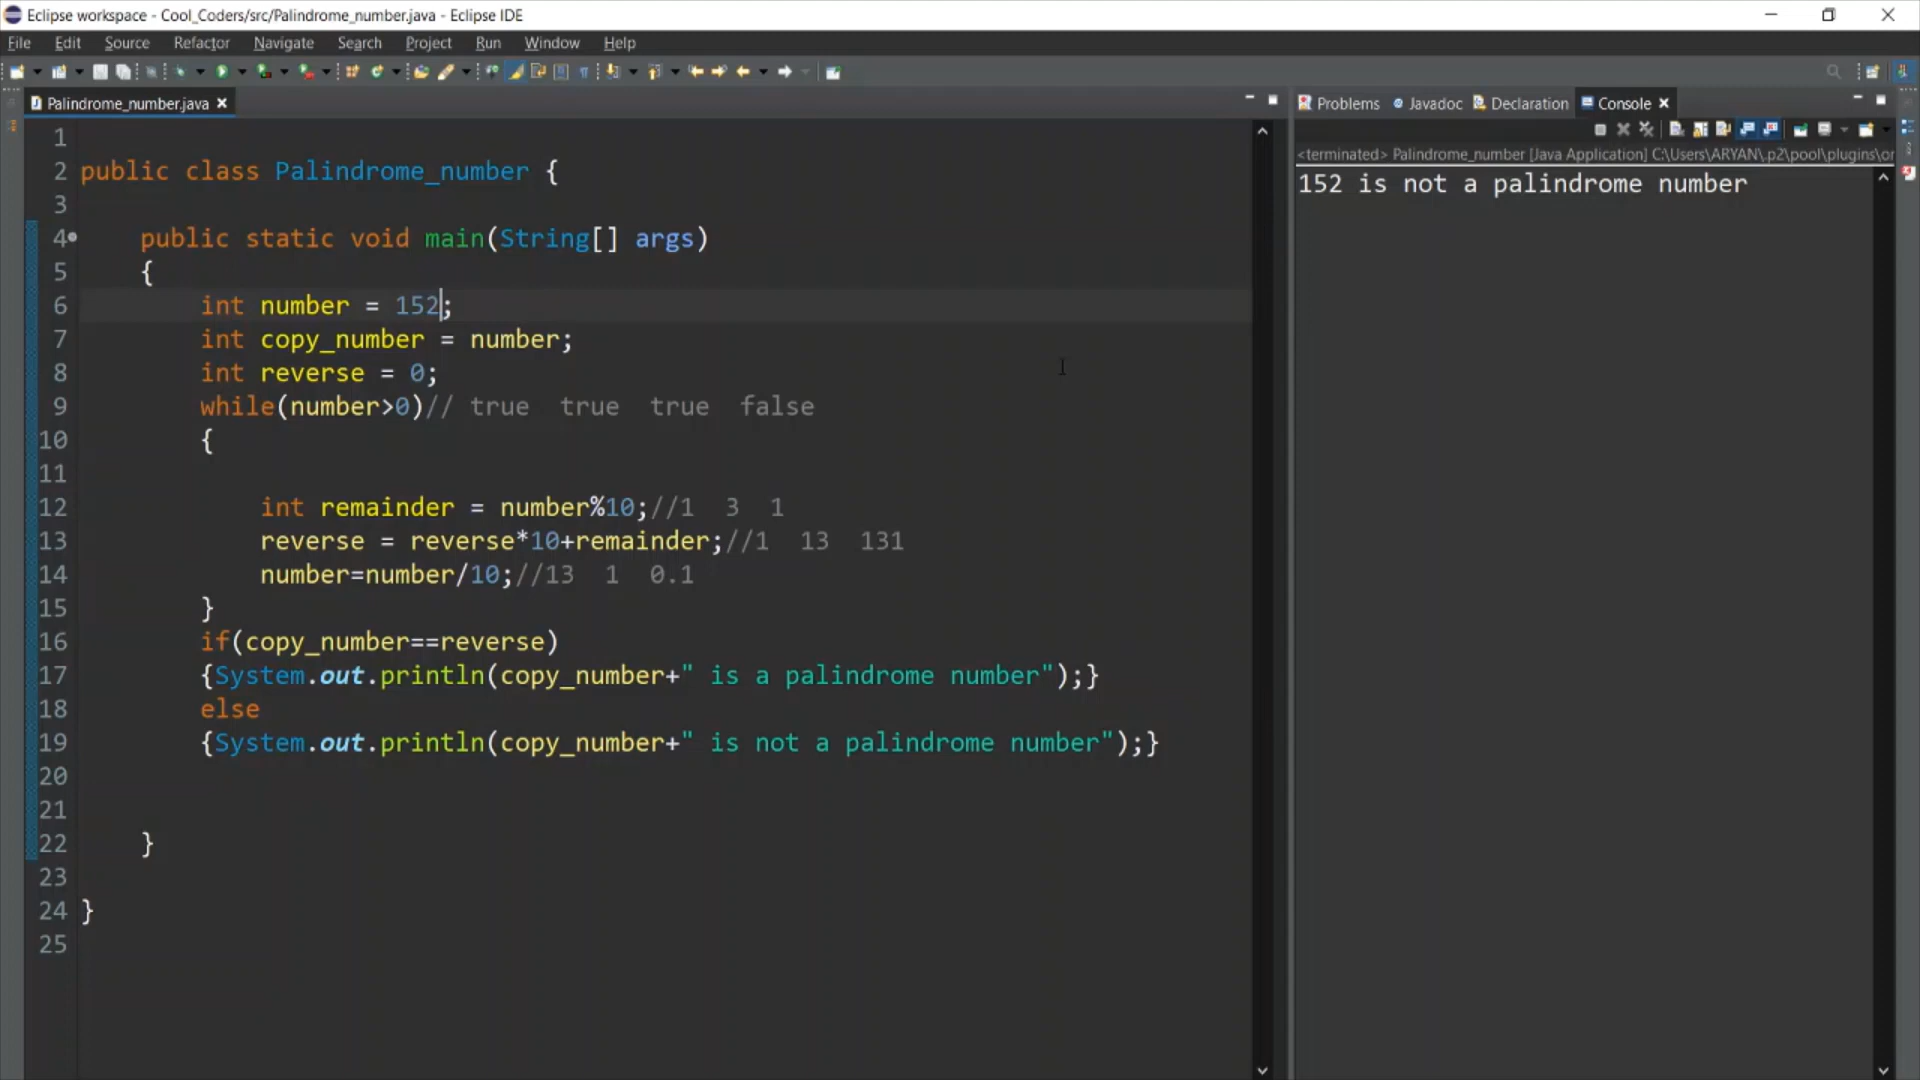 Eclipse workspace - Cool_Coders/src/Palindrome_number.java - Eclipse IDE
File Edit Source Refactor Navigate Search Project Run Window Help
Palindrome_number.java
1
2 public class Palindrome_number {
3
4 public static void main(String[] args)
5 {
6 int number = 152;
7 int copy_number = number;
8 int reverse = 0;
9 while(number>0)// true true true false
10 {
11
12 int remainder = number%10;//1 3 1
13 reverse = reverse*10+remainder;//1 13 131
14 number=number/10;//13 1 0.1
15 }
16 if(copy_number==reverse)
17 {System.out.println(copy_number+" is a palindrome number");}
18 else
19 {System.out.println(copy_number+" is not a palindrome number");}
20
21
22 }
23
24 }
25
Problems Javadoc Declaration Console
<terminated> Palindrome_number [Java Application] C:\Users\ARYAN\.p2\pool\plugins\or
152 is not a palindrome number